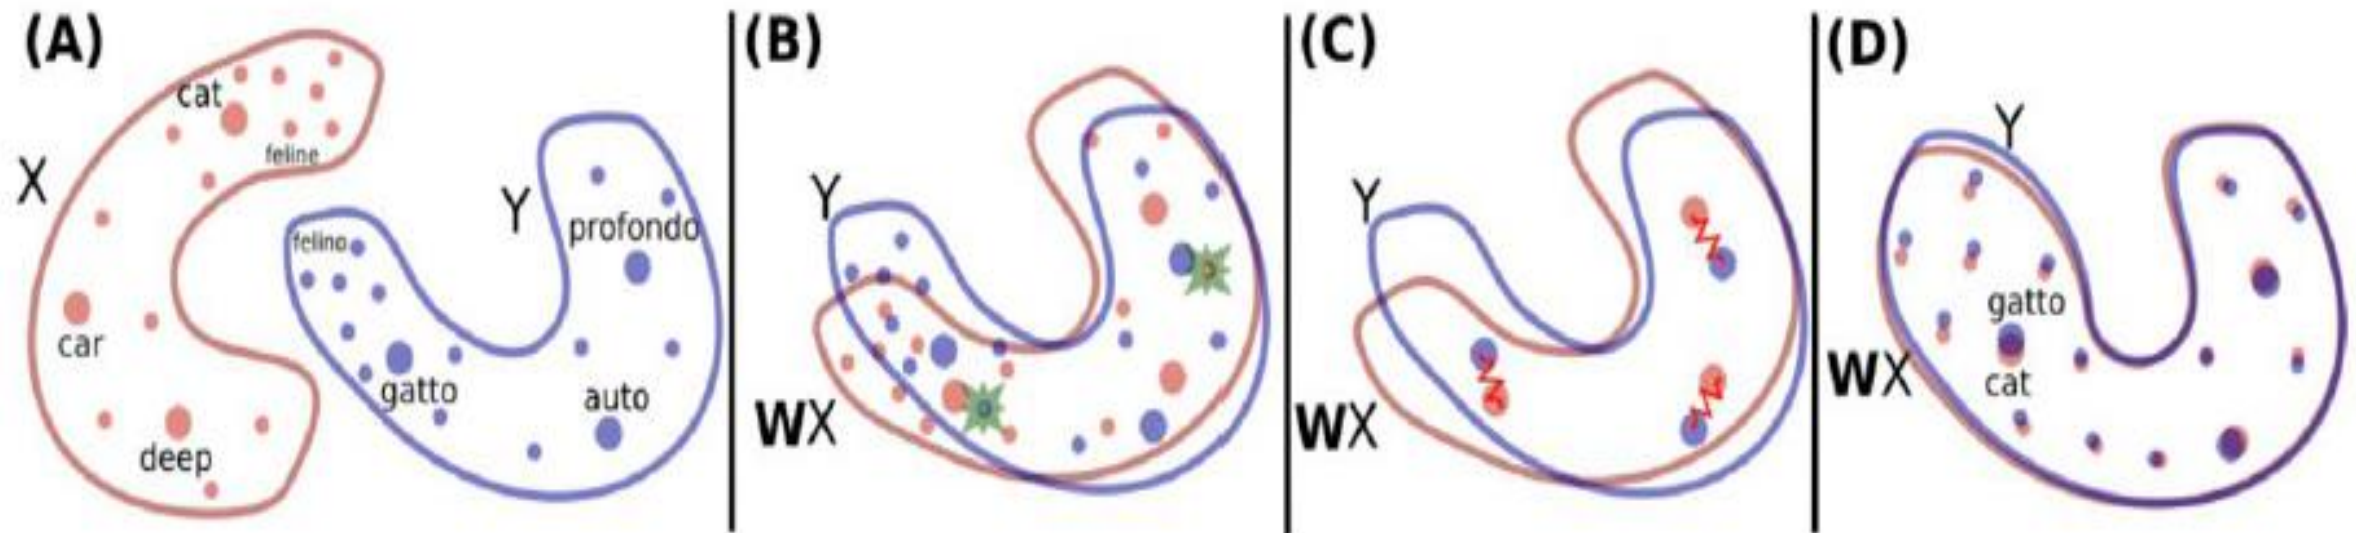 (A)
cat
feline
X
car
deep
Y
felino
profondo
gatto
auto
(B)
Y
WX
(C)
Y
WX
(D)
Y
gatto
cat
WX